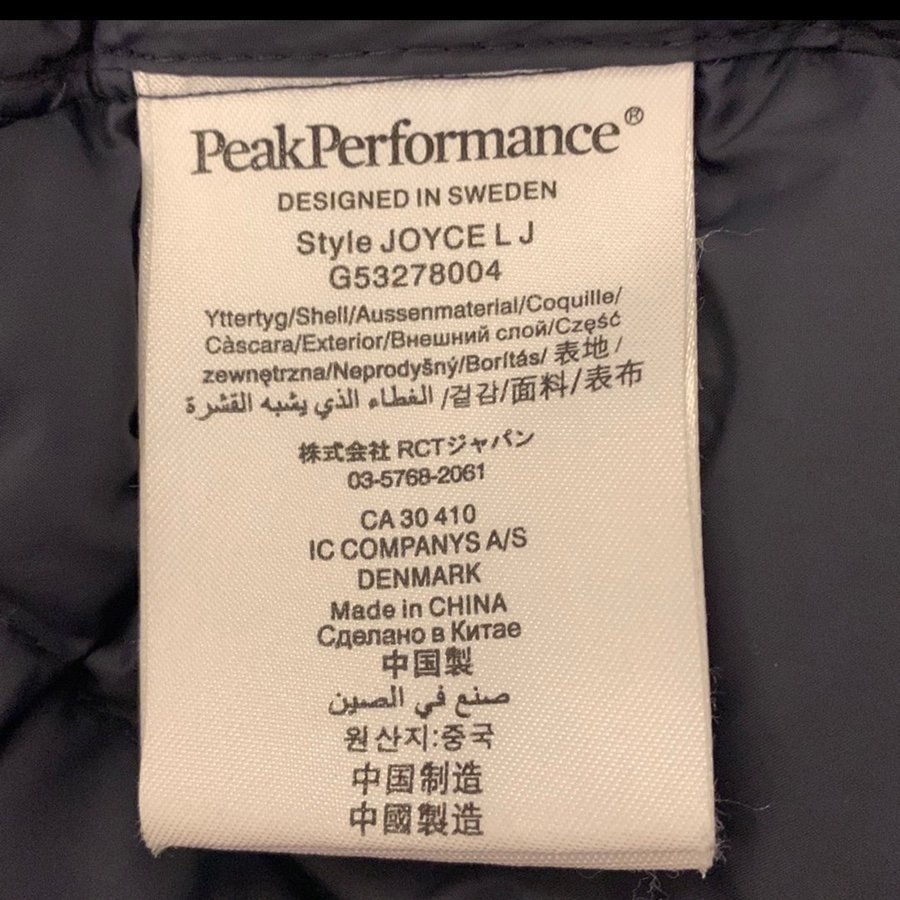 PeakPerformance®
DESIGNED IN SWEDEN
Style JOYCE L J
G53278004
Yttertyg/Shell/Aussenmaterial/Coquille/
Càscara/Exterior/Внешний слой/Część
zewnętrzna/Neprodyšný/Borítás/ 表地 /
الغطاء الذي يشبه القشرة /겉감/面料/表布
株式会社 RCTジャパン
03-5768-2061
CA 30 410
IC COMPANYS A/S
DENMARK
Made in CHINA
Сделано в Китае
中国製
صنع في الصين
원산지:중국
中国制造
中國製造